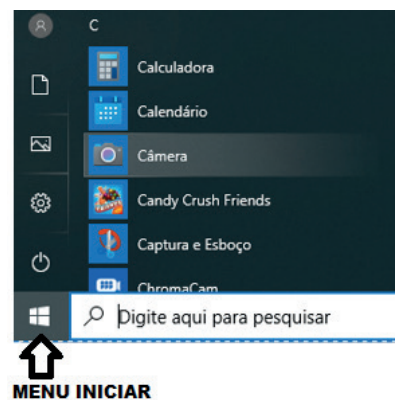 C
Calculadora
Calendário
Câmera
Candy Crush Friends
Captura e Esboço
ChromaCam
Digite aqui para pesquisar
MENU INICIAR